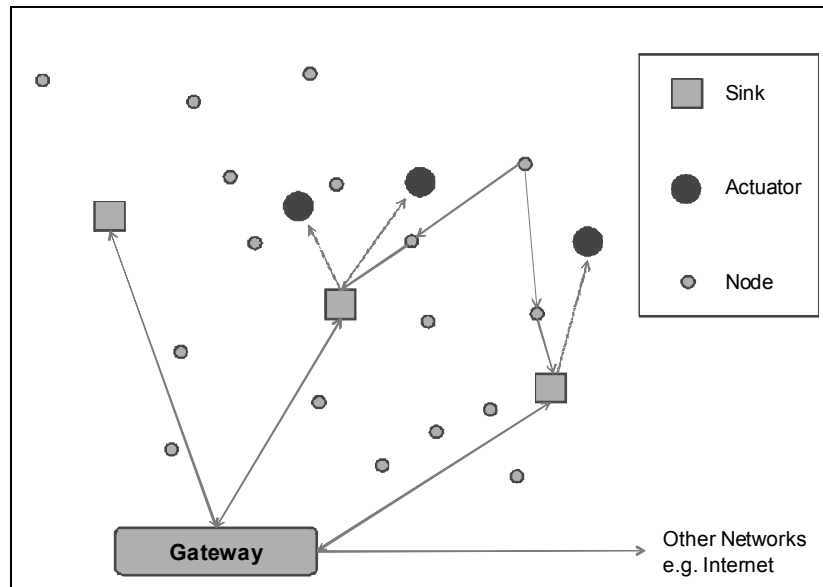 Sink
Actuator
Node
Gateway
Other Networks
e.g. Internet